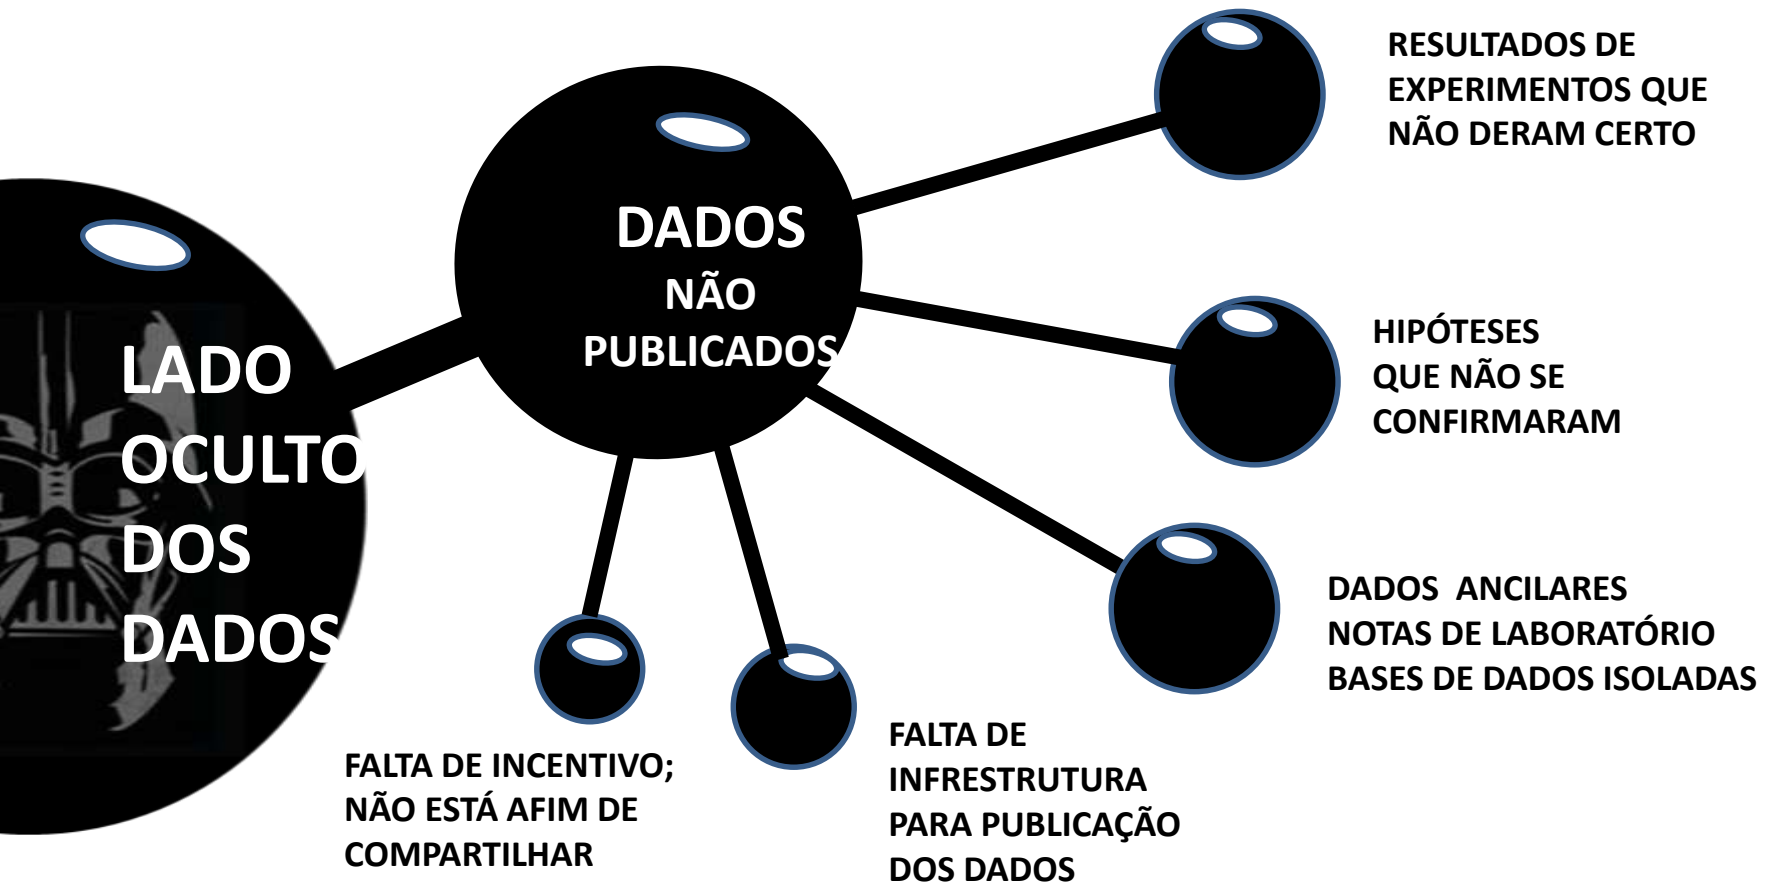 LADO
OCULTO
DOS
DADOS
DADOS
NÃO
PUBLICADOS
RESULTADOS DE
EXPERIMENTOS QUE
NÃO DERAM CERTO
HIPÓTESES
QUE NÃO SE
CONFIRMARAM
DADOS  ANCILARES
NOTAS DE LABORATÓRIO
BASES DE DADOS ISOLADAS
FALTA DE
INFRESTRUTURA
PARA PUBLICAÇÃO
DOS DADOS
FALTA DE INCENTIVO;
NÃO ESTÁ AFIM DE
COMPARTILHAR